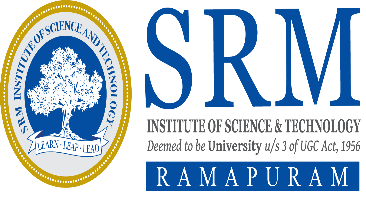 SRM INSTITUTE OF SCIENCE AND TECHNOLOGY
LEARN - LEAP - LEAD
SRM
INSTITUTE OF SCIENCE & TECHNOLOGY
Deemed to be University u/s 3 of UGC Act, 1956
RAMAPURAM